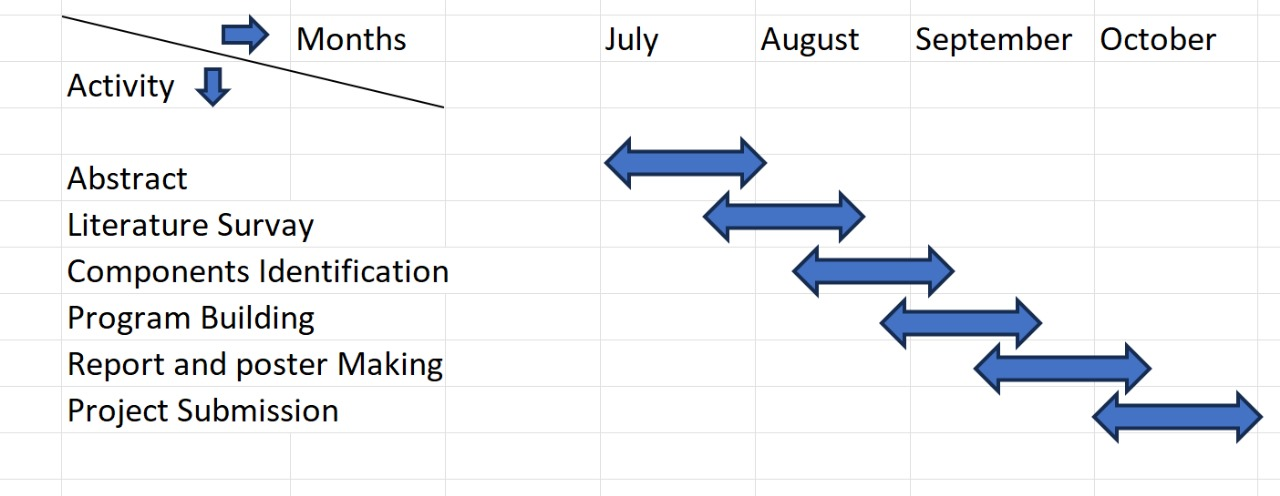 Months July August September October
Activity
Abstract
Literature Survay
Components Identification
Program Building
Report and poster Making
Project Submission